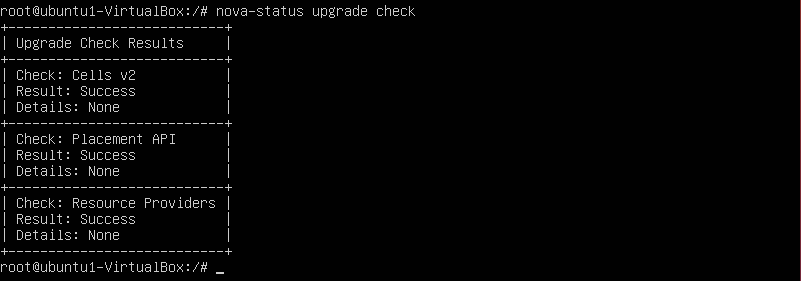 root@ubuntu1-VirtualBox:/# nova-status upgrade check
+---------------------------+
| Upgrade Check Results     |
+---------------------------+
| Check: Cells v2           |
| Result: Success           |
| Details: None             |
+---------------------------+
| Check: Placement API      |
| Result: Success           |
| Details: None             |
+---------------------------+
| Check: Resource Providers |
| Result: Success           |
| Details: None             |
+---------------------------+
root@ubuntu1-VirtualBox:/# _